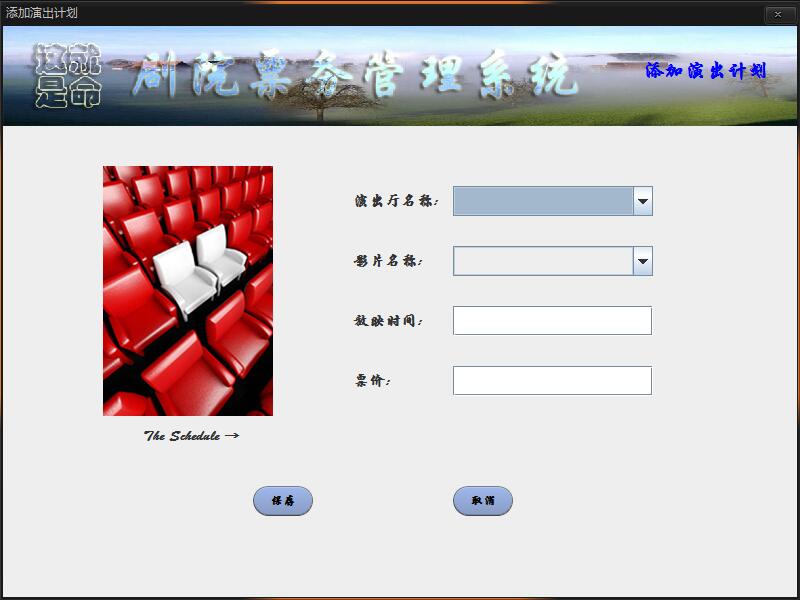 添加演出计划
这就
是命
剧院票务管理系统
添加演出计划
演出厅名称:
影片名称:
放映时间:
票价:
The Schedule →
保存
取消